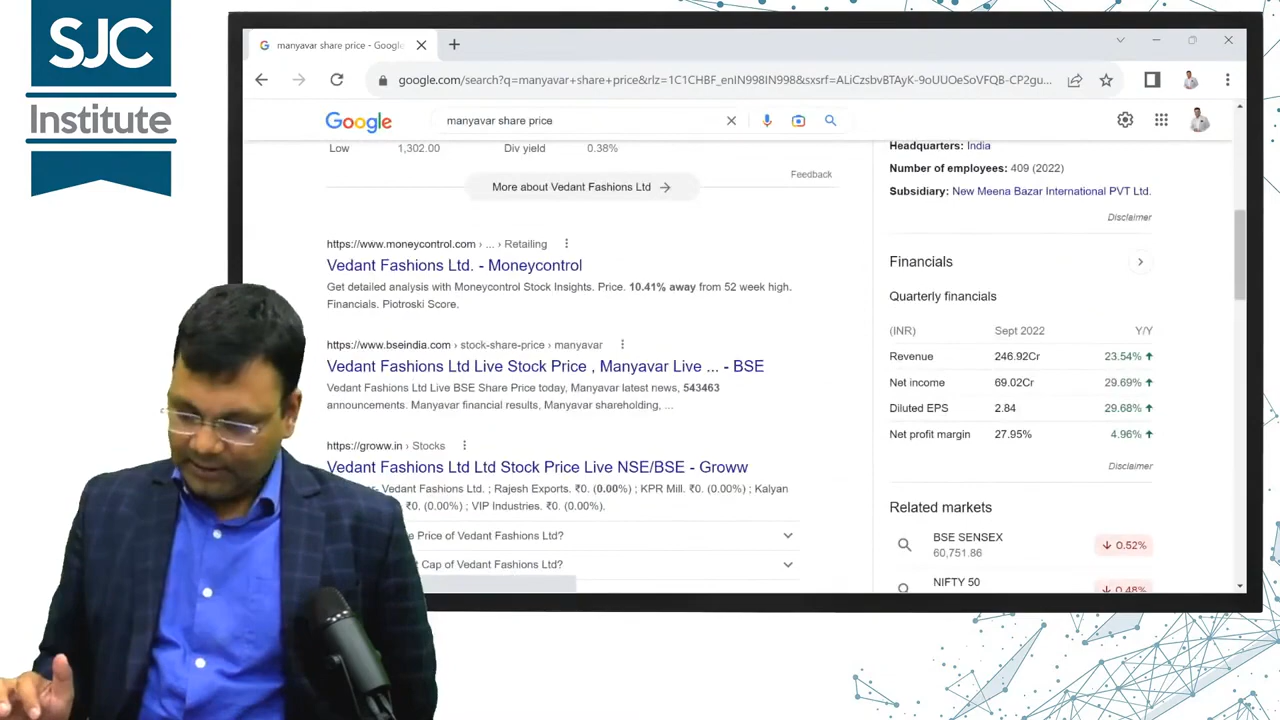 SJC
Institute
manyavar share price - Google
google.com/search?q=manyavar+share+price&rlz=1C1CHBF_enIN998IN998&sxsrf=ALiCzsbvBTAyK-9oUUOeSoVFQB-CP2gu...
Google
manyavar share price
Low 1,302.00 Div yield 0.38%
Feedback
More about Vedant Fashions Ltd →
https://www.moneycontrol.com › ... › Retailing
Vedant Fashions Ltd. - Moneycontrol
Get detailed analysis with Moneycontrol Stock Insights. Price. 10.41% away from 52 week high.
Financials. Piotroski Score.
https://www.bseindia.com › stock-share-price › manyavar
Vedant Fashions Ltd Live Stock Price , Manyavar Live ... - BSE
Vedant Fashions Ltd Live BSE Share Price today, Manyavar latest news, 543463
announcements. Manyavar financial results, Manyavar shareholding, ...
https://groww.in › Stocks
Vedant Fashions Ltd Ltd Stock Price Live NSE/BSE - Groww
Vedant Fashions Ltd. ; Rajesh Exports. ₹0. (0.00%) ; KPR Mill. ₹0. (0.00%) ; Kalyan
₹0. (0.00%) ; VIP Industries. ₹0. (0.00%).
Price of Vedant Fashions Ltd?
Cap of Vedant Fashions Ltd?
Headquarters: India
Number of employees: 409 (2022)
Subsidiary: New Meena Bazar International PVT Ltd.
Disclaimer
Financials
Quarterly financials
(INR) Sept 2022 Y/Y
Revenue 246.92Cr 23.54% ↑
Net income 69.02Cr 29.69% ↑
Diluted EPS 2.84 29.68% ↑
Net profit margin 27.95% 4.96% ↑
Disclaimer
Related markets
BSE SENSEX
60,751.86
↓ 0.52%
NIFTY 50
↓ 0.48%